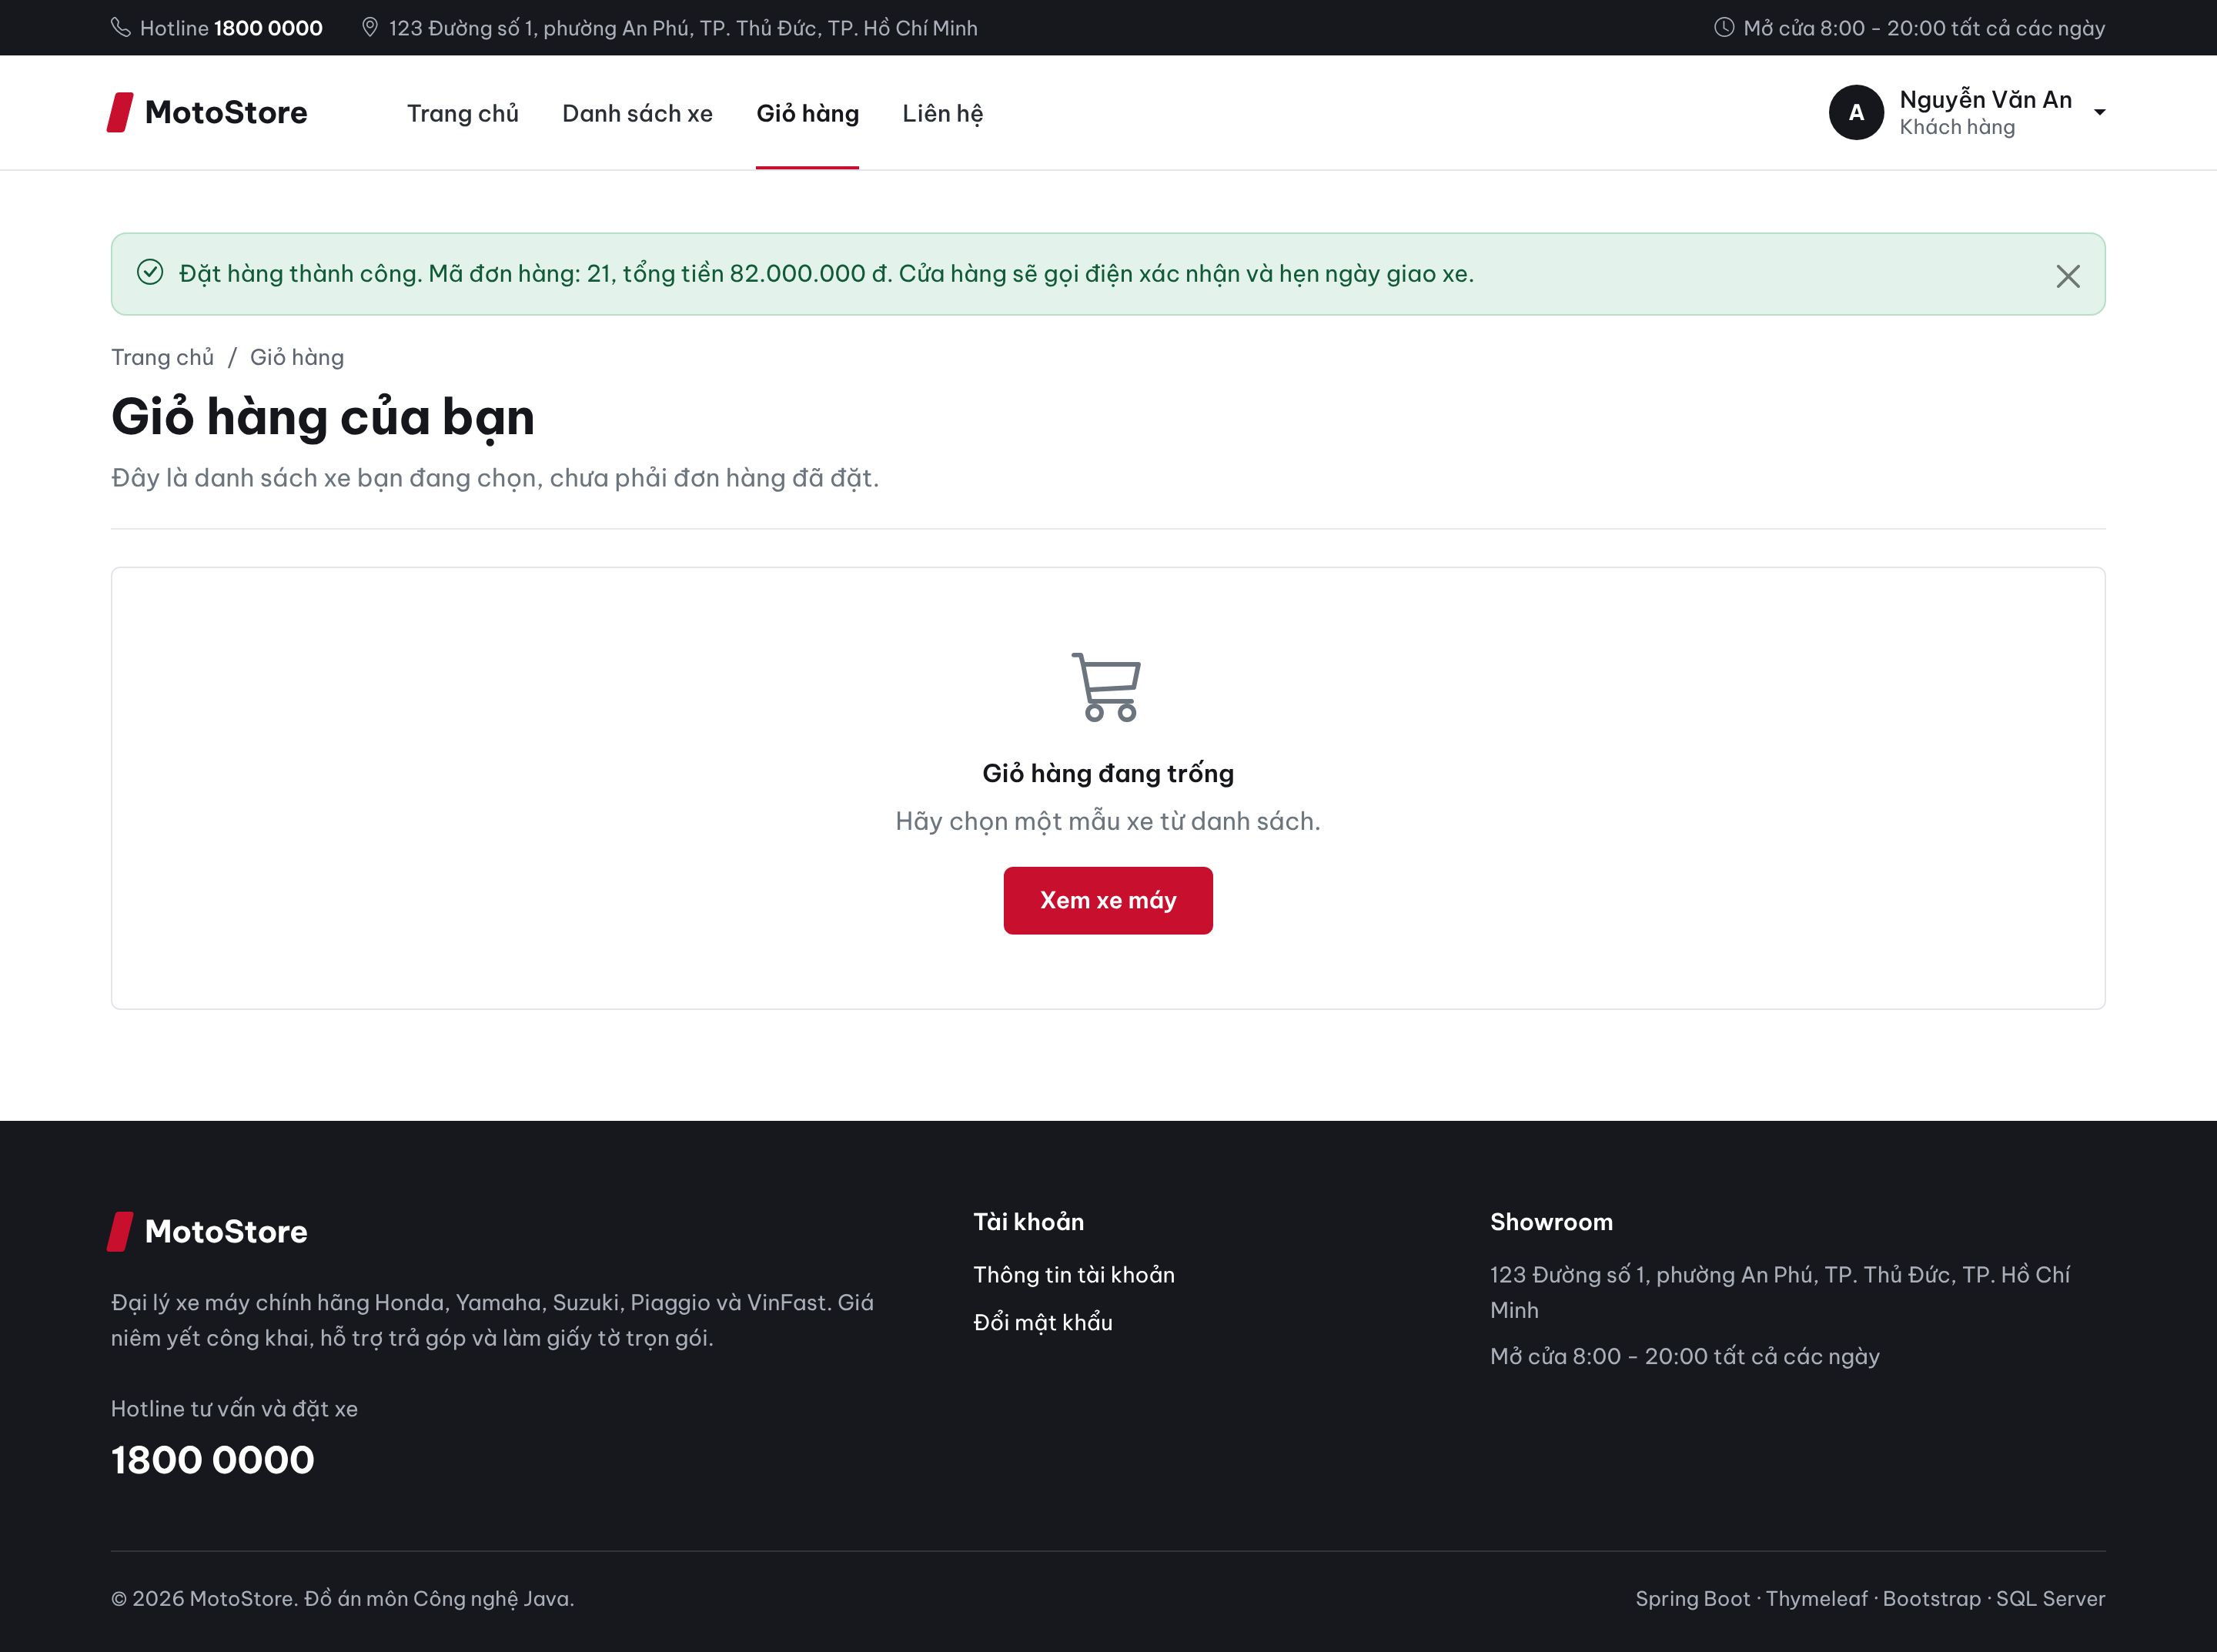 Hotline 1800 0000
123 Đường số 1, phường An Phú, TP. Thủ Đức, TP. Hồ Chí Minh
Mở cửa 8:00 - 20:00 tất cả các ngày
MotoStore
Trang chủ
Danh sách xe
Giỏ hàng
Liên hệ
A
Nguyễn Văn An
Khách hàng
Đặt hàng thành công. Mã đơn hàng: 21, tổng tiền 82.000.000 đ. Cửa hàng sẽ gọi điện xác nhận và hẹn ngày giao xe.
Trang chủ / Giỏ hàng
Giỏ hàng của bạn
Đây là danh sách xe bạn đang chọn, chưa phải đơn hàng đã đặt.
Giỏ hàng đang trống
Hãy chọn một mẫu xe từ danh sách.
Xem xe máy
MotoStore
Đại lý xe máy chính hãng Honda, Yamaha, Suzuki, Piaggio và VinFast. Giá
niêm yết công khai, hỗ trợ trả góp và làm giấy tờ trọn gói.
Hotline tư vấn và đặt xe
1800 0000
Tài khoản
Thông tin tài khoản
Đổi mật khẩu
Showroom
123 Đường số 1, phường An Phú, TP. Thủ Đức, TP. Hồ Chí
Minh
Mở cửa 8:00 - 20:00 tất cả các ngày
© 2026 MotoStore. Đồ án môn Công nghệ Java.
Spring Boot · Thymeleaf · Bootstrap · SQL Server